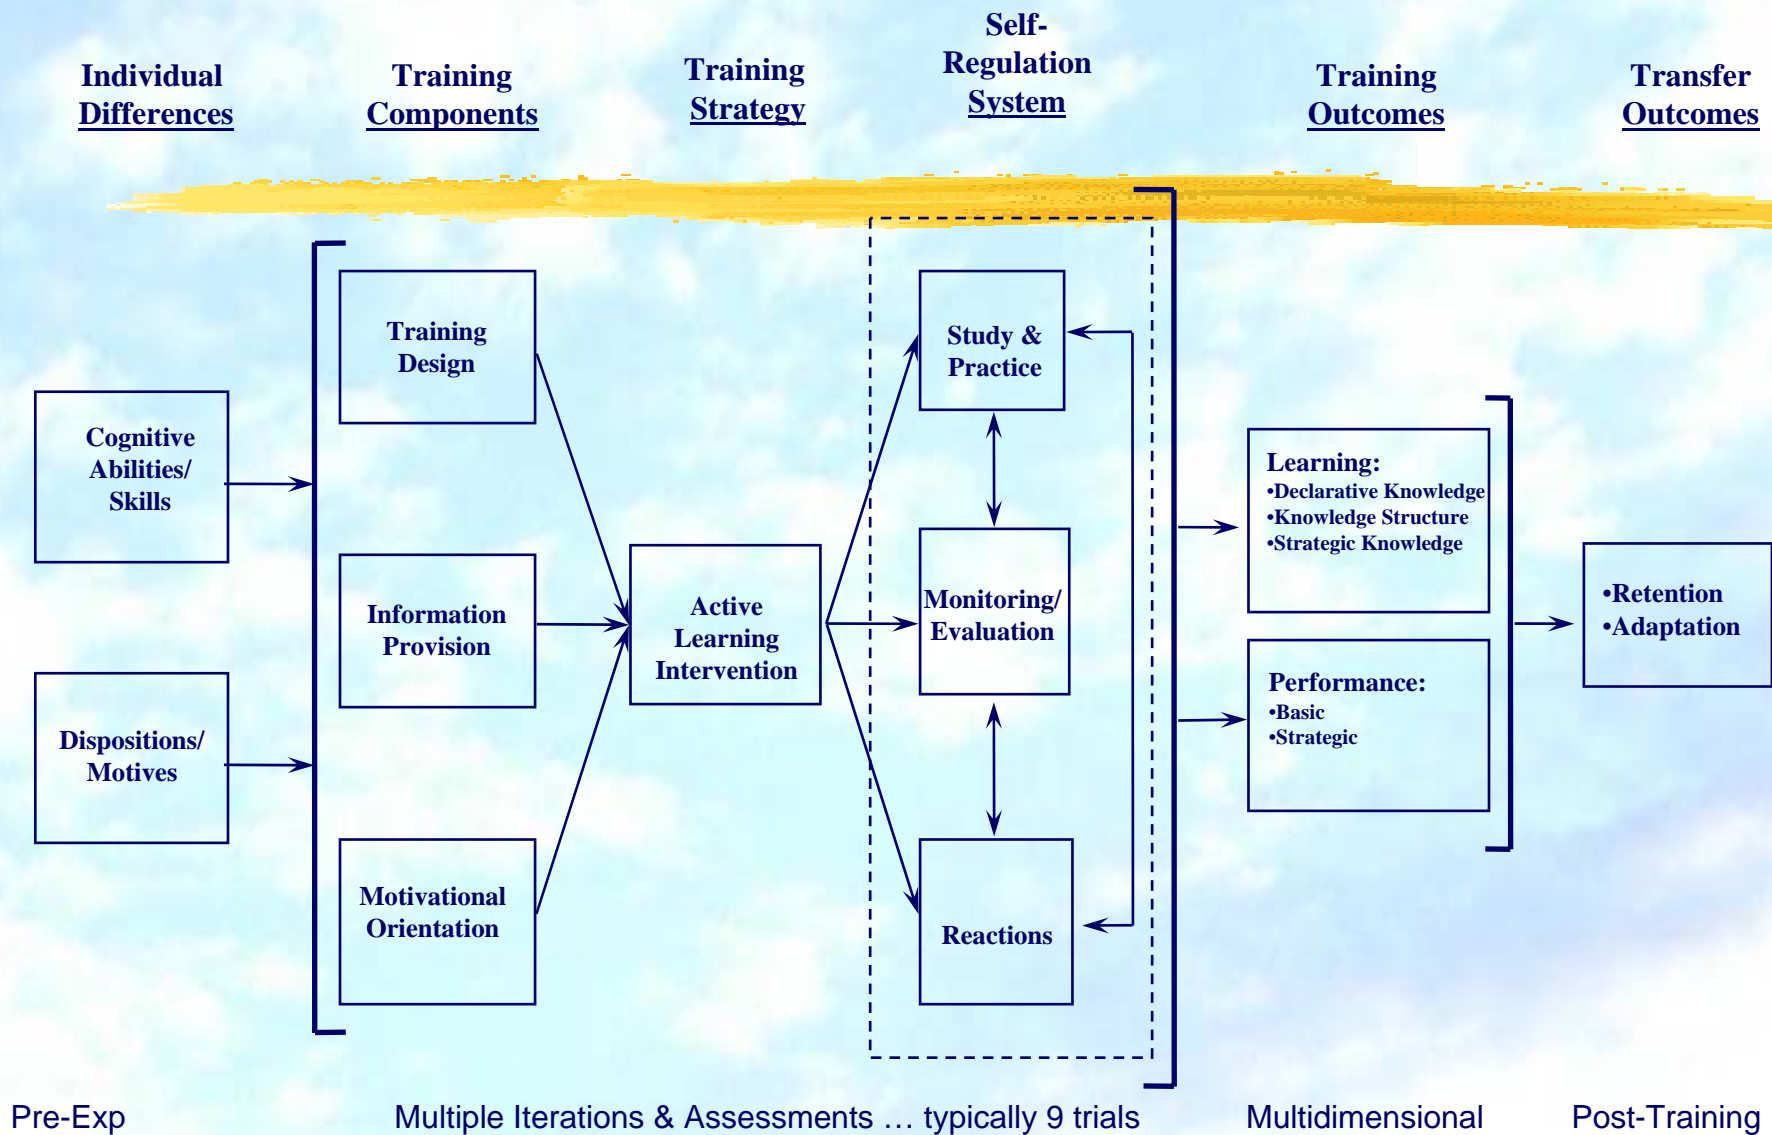 Individual
Differences
Training
Components
Training
Strategy
Self-
Regulation
System
Training
Outcomes
Transfer
Outcomes
Cognitive
Abilities/
Skills
Dispositions/
Motives
Training
Design
Information
Provision
Motivational
Orientation
Active
Learning
Intervention
Study &
Practice
Monitoring/
Evaluation
Reactions
Learning:
•Declarative Knowledge
•Knowledge Structure
•Strategic Knowledge
Performance:
•Basic
•Strategic
•Retention
•Adaptation
Pre-Exp
Multiple Iterations & Assessments … typically 9 trials
Multidimensional
Post-Training